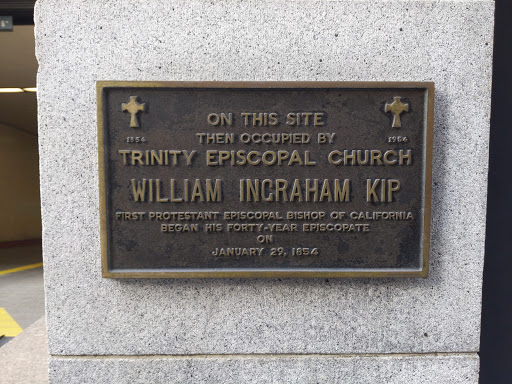 1854 1954
ON THIS SITE
THEN OCCUPIED BY
TRINITY EPISCOPAL CHURCH
WILLIAM INGRAHAM KIP
FIRST PROTESTANT EPISCOPAL BISHOP OF CALIFORNIA
BEGAN HIS FORTY-YEAR EPISCOPATE
ON
JANUARY 29, 1854